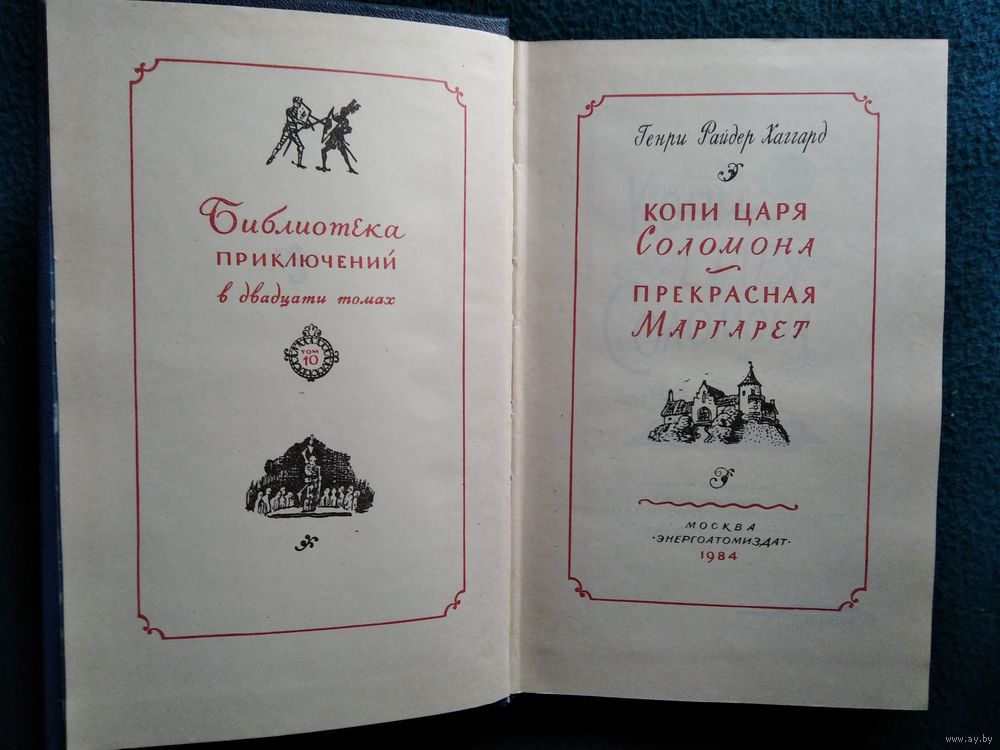 Библиотека
ПРИКЛЮЧЕНИЙ
в двадцати томах
ТОМ
10
Генри Райдер Хаггард
КОПИ ЦАРЯ
СОЛОМОНА
ПРЕКРАСНАЯ
МАРГАРЕТ
МОСКВА
·ЭНЕРГОАТОМИЗДАТ·
1984
www.ay.by